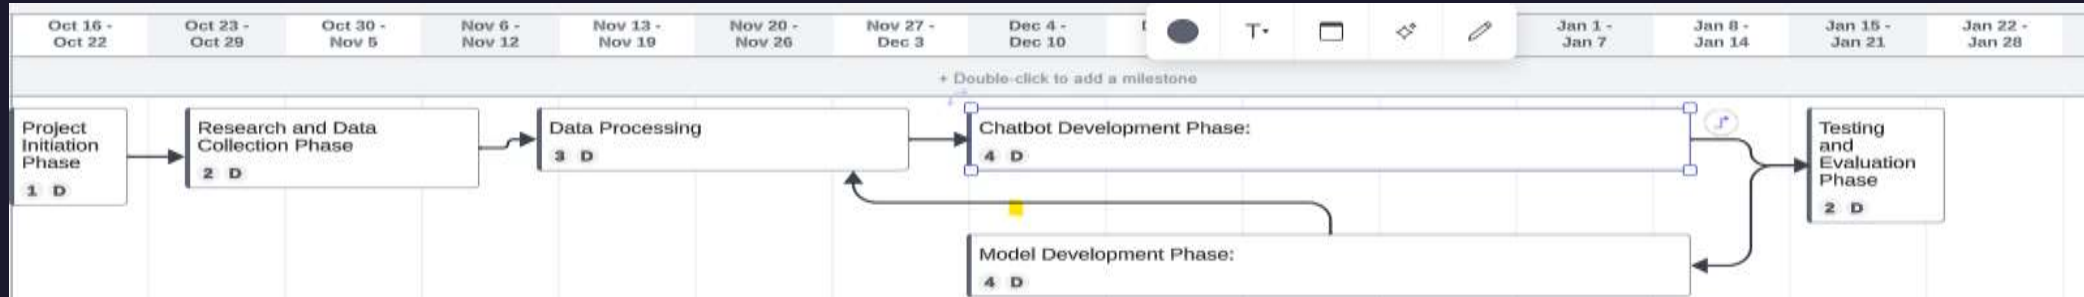 Oct 16 - Oct 22
Oct 23 - Oct 29
Oct 30 - Nov 5
Nov 6 - Nov 12
Nov 13 - Nov 19
Nov 20 - Nov 26
Nov 27 - Dec 3
Dec 4 - Dec 10
Jan 1 - Jan 7
Jan 8 - Jan 14
Jan 15 - Jan 21
Jan 22 - Jan 28
+ Double-click to add a milestone
Project
Initiation
Phase
1 D
Research and Data
Collection Phase
2 D
Data Processing
3 D
Chatbot Development Phase:
4 D
Testing
and
Evaluation
Phase
2 D
Model Development Phase:
4 D